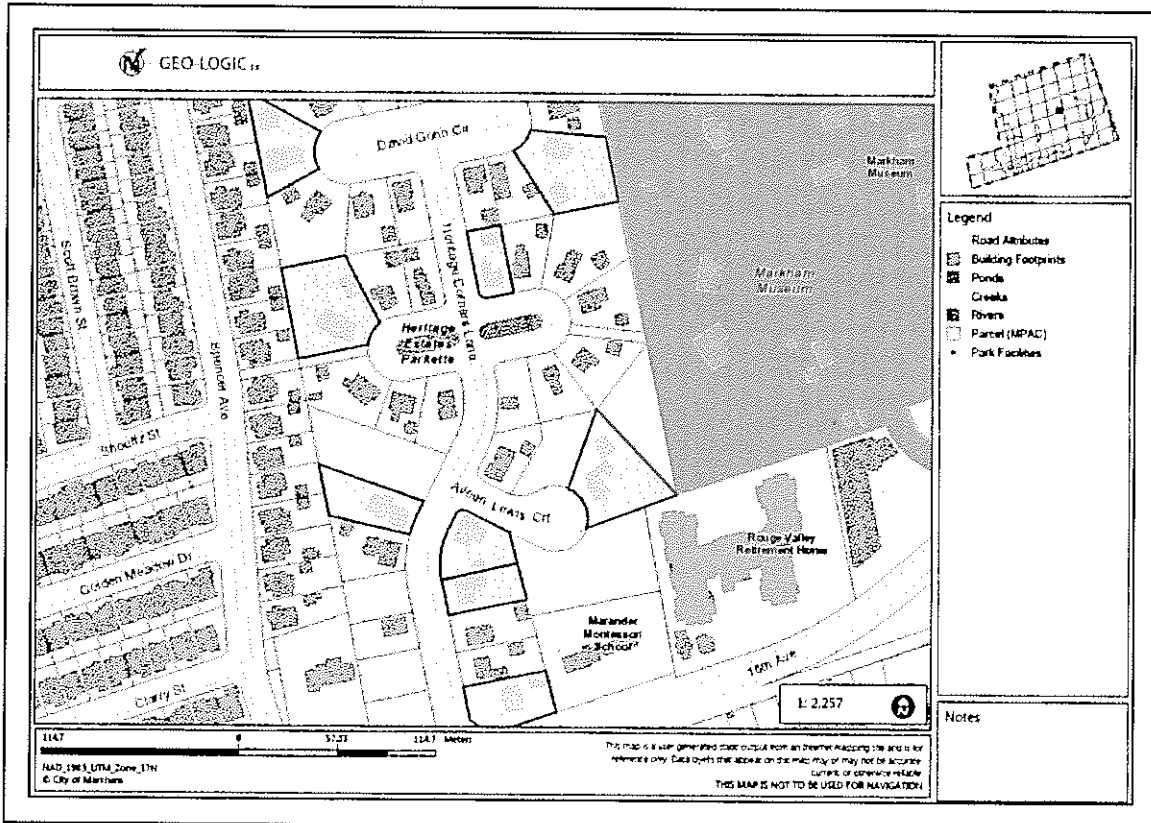 GEO-LOGIC
David Gohn Crt
Markham
Museum
Scott Down St
Heritage Corners Lane
Markham
Museum
Spencer Ave
Heritage
Estates
Parkette
Shoultz St
Aileen Lewis Crt
Golden Meadow Dr
Rouge Valley
Retirement Home
Marander
Montessori
School
16th Ave
Clarry St
1: 2,257
Legend
Road Attributes
Building Footprints
Ponds
Creeks
Rivers
Parcel (MPAC)
Park Facilities
Notes
114.7 0 57.33 114.7 Meters
NAD_1983_UTM_Zone_17N
© City of Markham
This map is a user generated static output from an Internet mapping site and is for
reference only. Data layers that appear on this map may or may not be accurate,
current, or otherwise reliable.
THIS MAP IS NOT TO BE USED FOR NAVIGATION